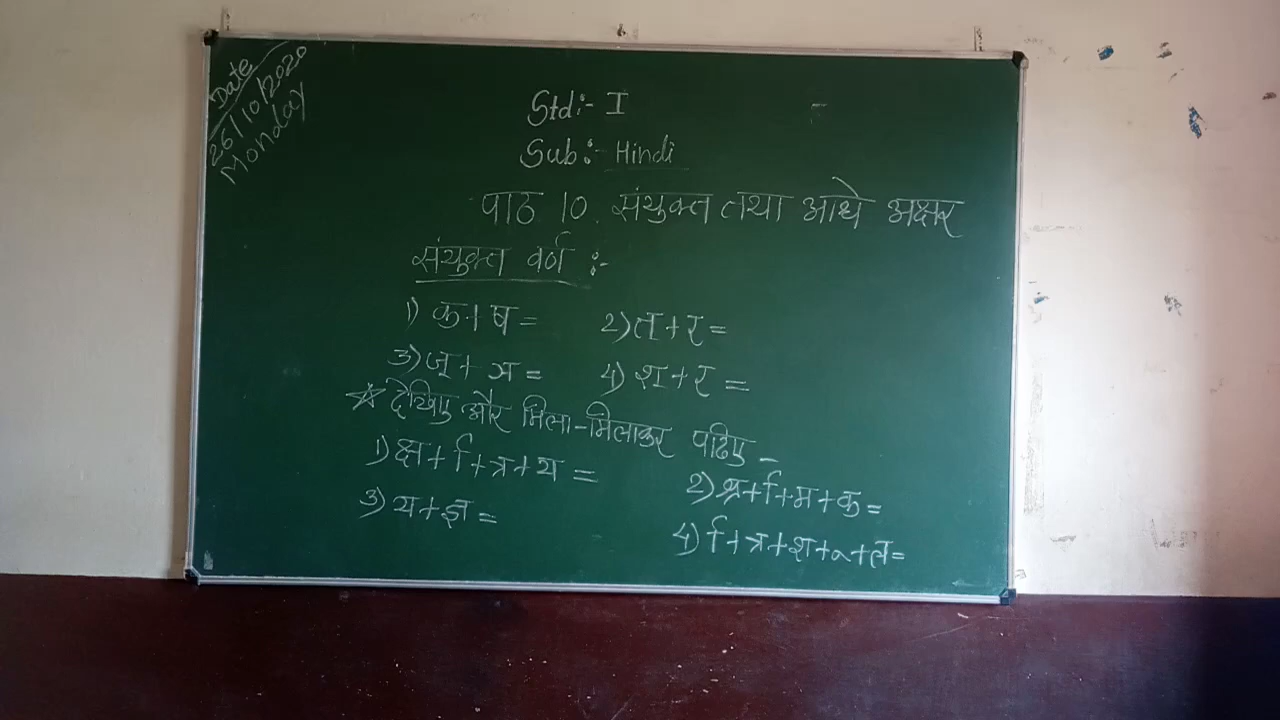 Date
26/10/2020
Monday
Std:- I
Sub:- Hindi
पाठ 10. संयुक्त तथा आधे अक्षर
संयुक्त वर्ण :-
1) क्+ष = 2) त्+र =
3) ज्+ञ = 4) श्+र =
☆ देखिए और मिला-मिलाकर पढिए -
1) क्ष+ि+त्र+य = 2) श्र+ि+म+क =
3) य+ज्ञ = 4) ि+त्र+श+ू+ल=